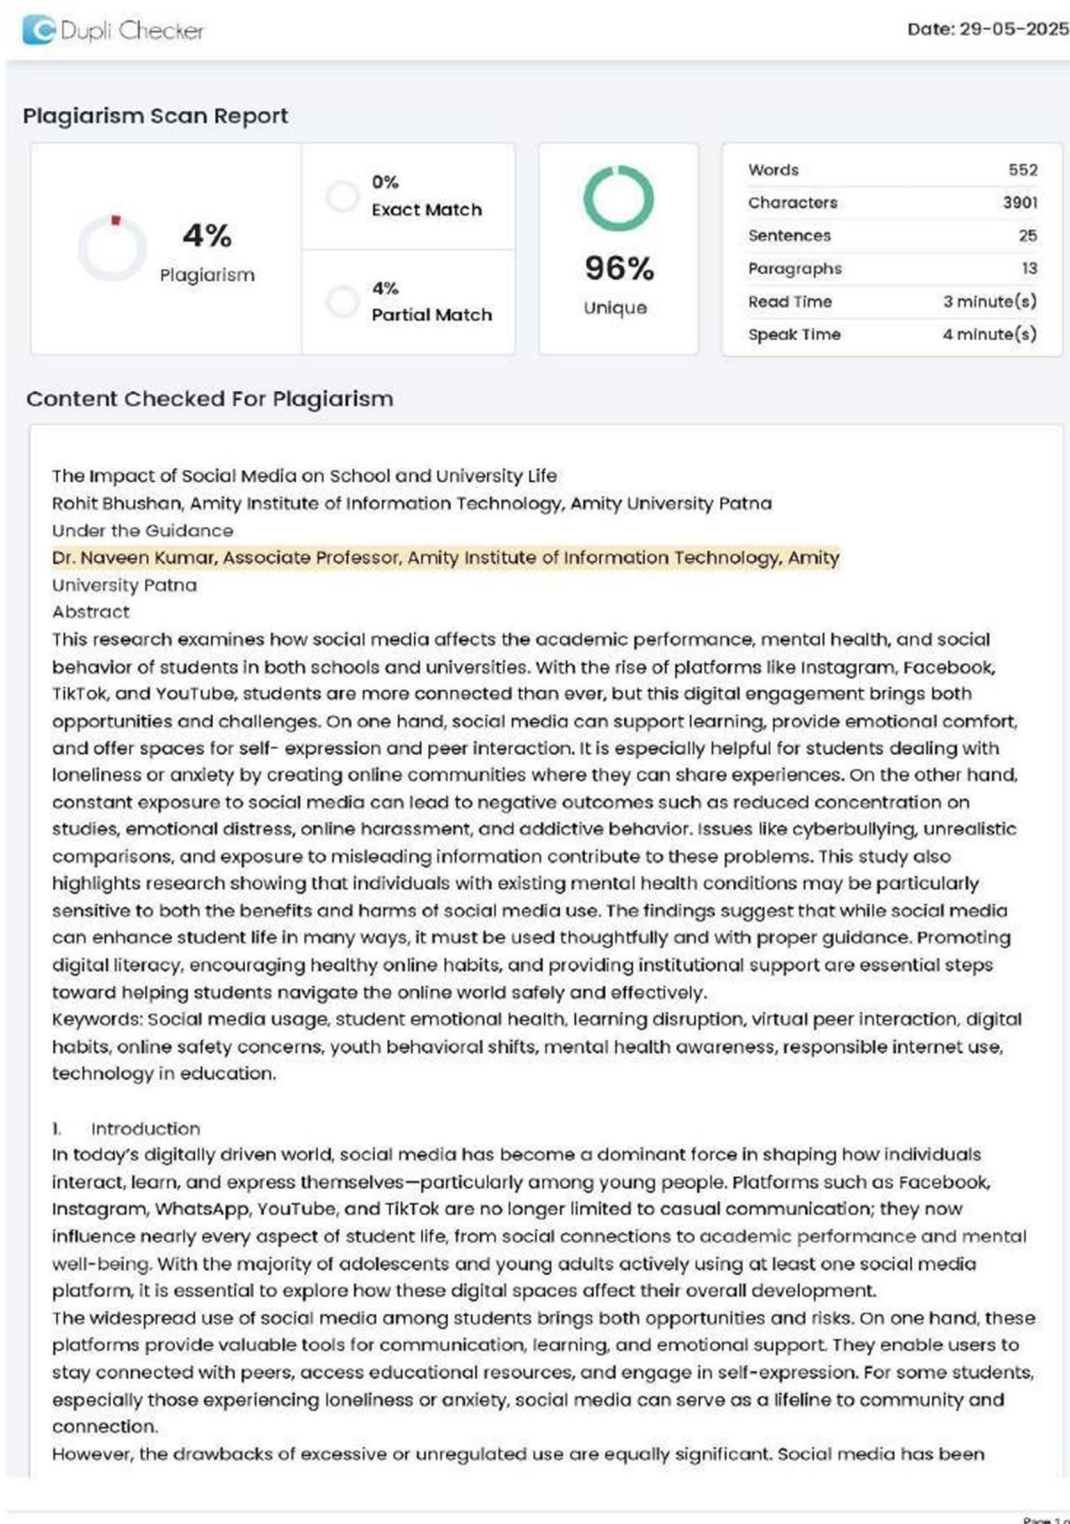 Dupli Checker
Date: 29-05-2025
Plagiarism Scan Report
4%
Plagiarism
0%
Exact Match
4%
Partial Match
96%
Unique
Words 552
Characters 3901
Sentences 25
Paragraphs 13
Read Time 3 minute(s)
Speak Time 4 minute(s)
Content Checked For Plagiarism
The Impact of Social Media on School and University Life
Rohit Bhushan, Amity Institute of Information Technology, Amity University Patna
Under the Guidance
Dr. Naveen Kumar, Associate Professor, Amity Institute of Information Technology, Amity
University Patna
Abstract
This research examines how social media affects the academic performance, mental health, and social
behavior of students in both schools and universities. With the rise of platforms like Instagram, Facebook,
TikTok, and YouTube, students are more connected than ever, but this digital engagement brings both
opportunities and challenges. On one hand, social media can support learning, provide emotional comfort,
and offer spaces for self- expression and peer interaction. It is especially helpful for students dealing with
loneliness or anxiety by creating online communities where they can share experiences. On the other hand,
constant exposure to social media can lead to negative outcomes such as reduced concentration on
studies, emotional distress, online harassment, and addictive behavior. Issues like cyberbullying, unrealistic
comparisons, and exposure to misleading information contribute to these problems. This study also
highlights research showing that individuals with existing mental health conditions may be particularly
sensitive to both the benefits and harms of social media use. The findings suggest that while social media
can enhance student life in many ways, it must be used thoughtfully and with proper guidance. Promoting
digital literacy, encouraging healthy online habits, and providing institutional support are essential steps
toward helping students navigate the online world safely and effectively.
Keywords: Social media usage, student emotional health, learning disruption, virtual peer interaction, digital
habits, online safety concerns, youth behavioral shifts, mental health awareness, responsible internet use,
technology in education.
1. Introduction
In today's digitally driven world, social media has become a dominant force in shaping how individuals
interact, learn, and express themselves—particularly among young people. Platforms such as Facebook,
Instagram, WhatsApp, YouTube, and TikTok are no longer limited to casual communication; they now
influence nearly every aspect of student life, from social connections to academic performance and mental
well-being. With the majority of adolescents and young adults actively using at least one social media
platform, it is essential to explore how these digital spaces affect their overall development.
The widespread use of social media among students brings both opportunities and risks. On one hand, these
platforms provide valuable tools for communication, learning, and emotional support. They enable users to
stay connected with peers, access educational resources, and engage in self-expression. For some students,
especially those experiencing loneliness or anxiety, social media can serve as a lifeline to community and
connection.
However, the drawbacks of excessive or unregulated use are equally significant. Social media has been
Page 1